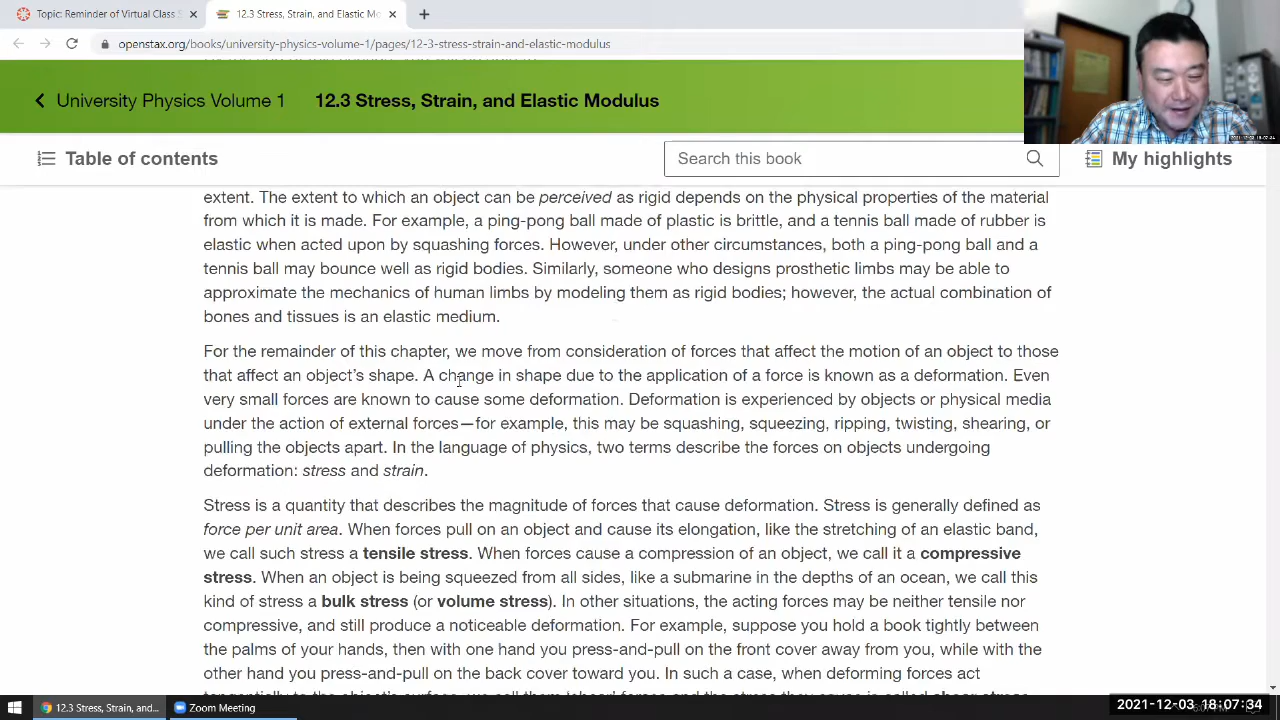 Topic: Reminder of Virtual Class S
12.3 Stress, Strain, and Elastic Mo
openstax.org/books/university-physics-volume-1/pages/12-3-stress-strain-and-elastic-modulus
University Physics Volume 1 12.3 Stress, Strain, and Elastic Modulus
2021-12-03 18:07:34
Table of contents
Search this book
My highlights
extent. The extent to which an object can be perceived as rigid depends on the physical properties of the material
from which it is made. For example, a ping-pong ball made of plastic is brittle, and a tennis ball made of rubber is
elastic when acted upon by squashing forces. However, under other circumstances, both a ping-pong ball and a
tennis ball may bounce well as rigid bodies. Similarly, someone who designs prosthetic limbs may be able to
approximate the mechanics of human limbs by modeling them as rigid bodies; however, the actual combination of
bones and tissues is an elastic medium.
For the remainder of this chapter, we move from consideration of forces that affect the motion of an object to those
that affect an object’s shape. A change in shape due to the application of a force is known as a deformation. Even
very small forces are known to cause some deformation. Deformation is experienced by objects or physical media
under the action of external forces—for example, this may be squashing, squeezing, ripping, twisting, shearing, or
pulling the objects apart. In the language of physics, two terms describe the forces on objects undergoing
deformation: stress and strain.
Stress is a quantity that describes the magnitude of forces that cause deformation. Stress is generally defined as
force per unit area. When forces pull on an object and cause its elongation, like the stretching of an elastic band,
we call such stress a tensile stress. When forces cause a compression of an object, we call it a compressive
stress. When an object is being squeezed from all sides, like a submarine in the depths of an ocean, we call this
kind of stress a bulk stress (or volume stress). In other situations, the acting forces may be neither tensile nor
compressive, and still produce a noticeable deformation. For example, suppose you hold a book tightly between
the palms of your hands, then with one hand you press-and-pull on the front cover away from you, while with the
other hand you press-and-pull on the back cover toward you. In such a case, when deforming forces act
12.3 Stress, Strain, and...
Zoom Meeting
2021-12-03 18:07:34